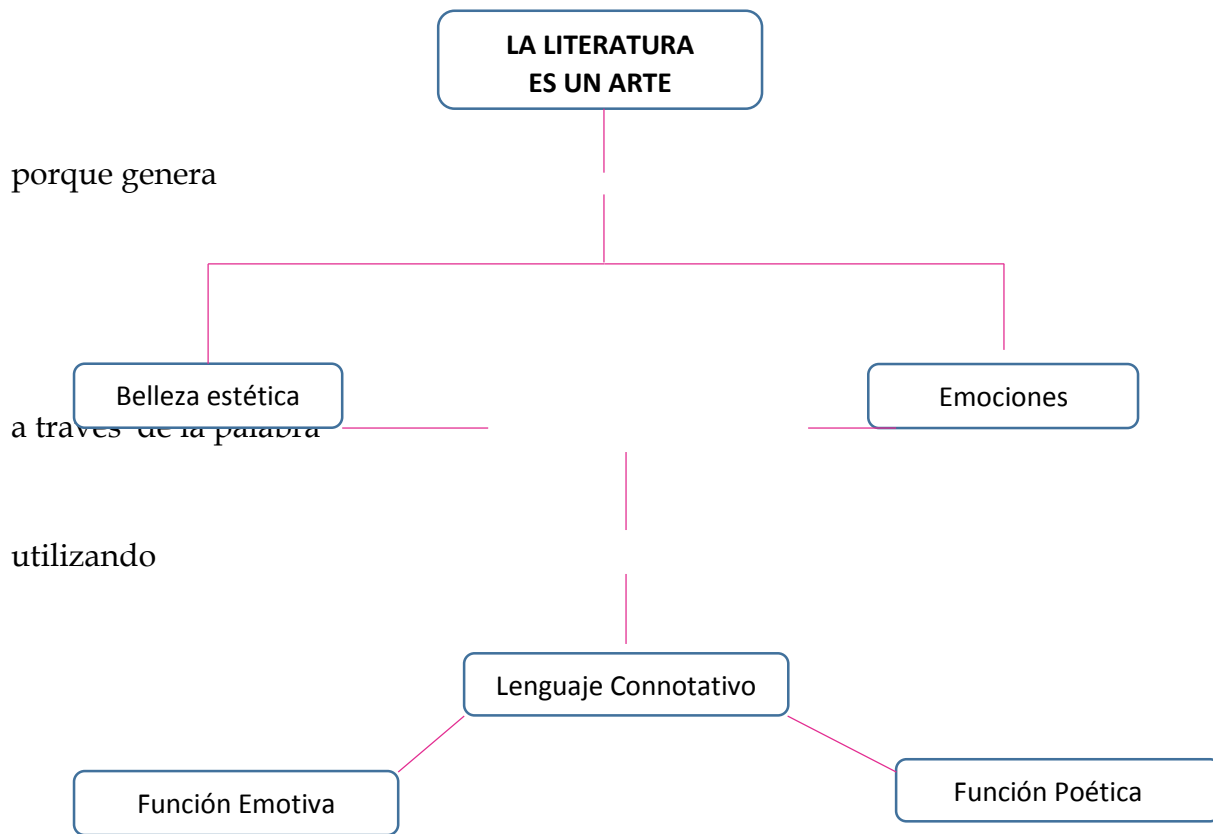 LA LITERATURA
ES UN ARTE
porque genera
Belleza estética
Emociones
a través de la palabra
utilizando
Lenguaje Connotativo
Función Emotiva
Función Poética